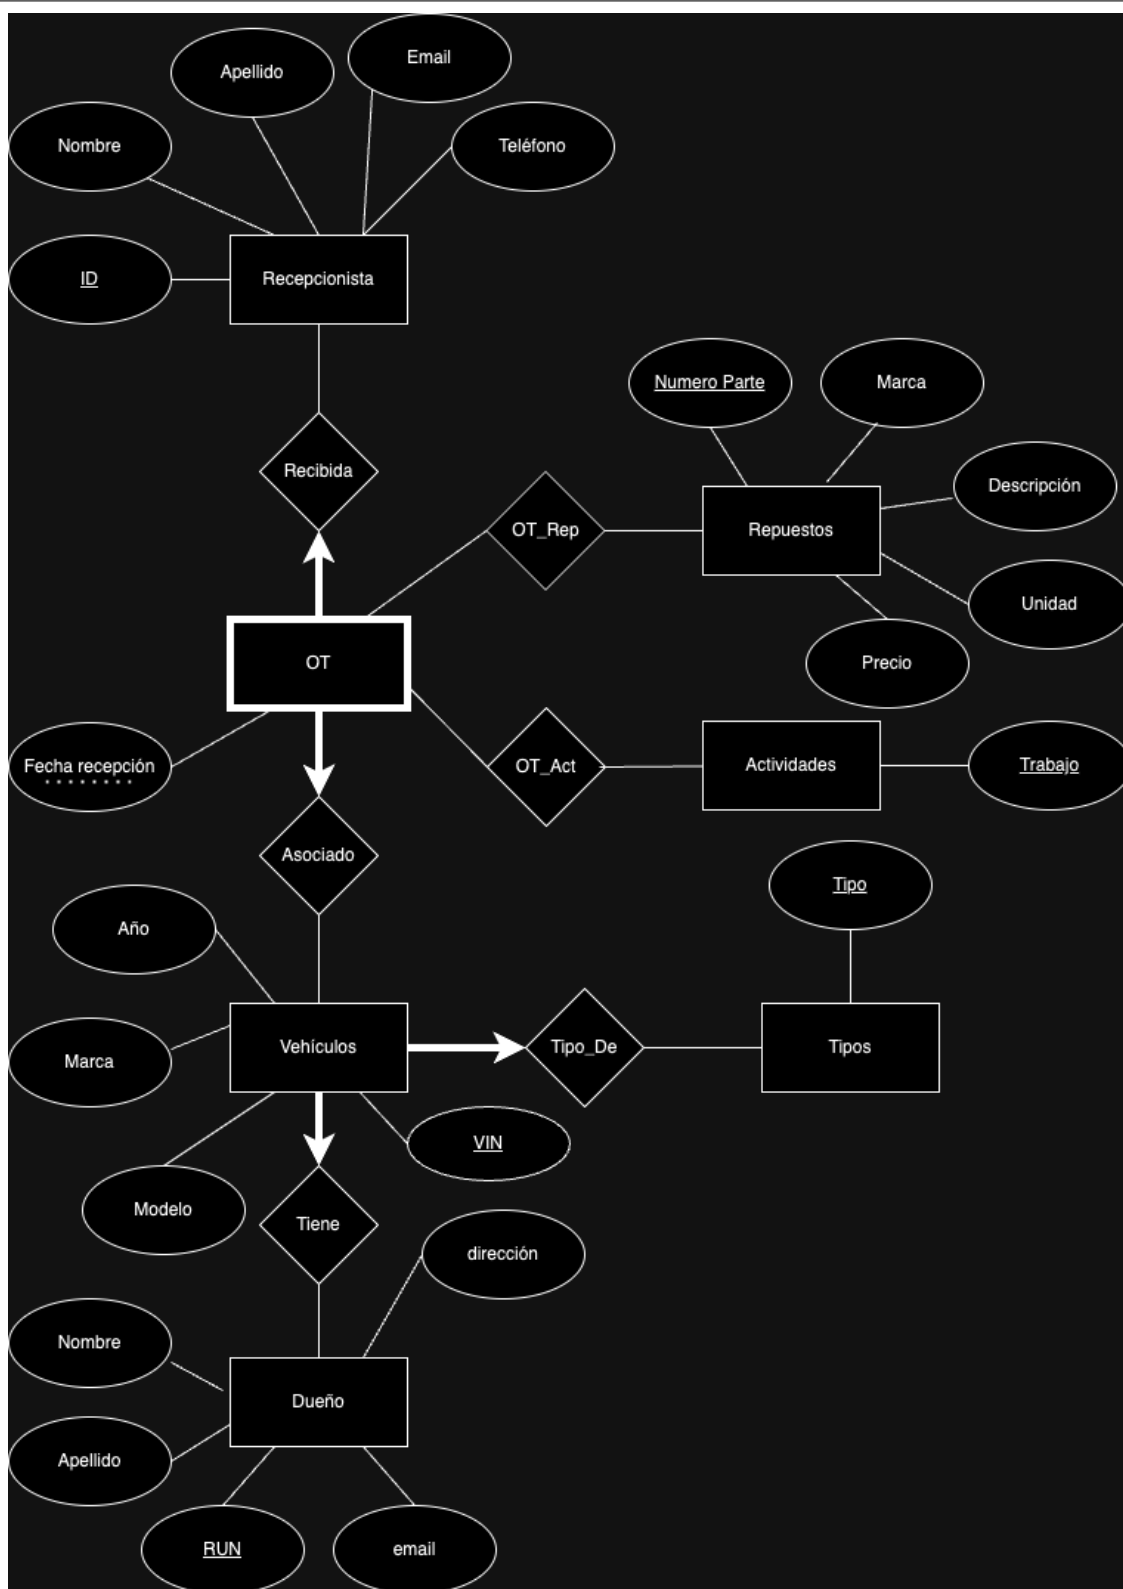 Email
Apellido
Nombre
Teléfono
ID
Recepcionista
Numero Parte
Marca
Recibida
Descripción
OT_Rep
Repuestos
Unidad
OT
Precio
Fecha recepción
OT_Act
Actividades
Trabajo
Asociado
Tipo
Año
Vehículos
Tipo_De
Tipos
Marca
VIN
Modelo
Tiene
dirección
Nombre
Dueño
Apellido
RUN
email